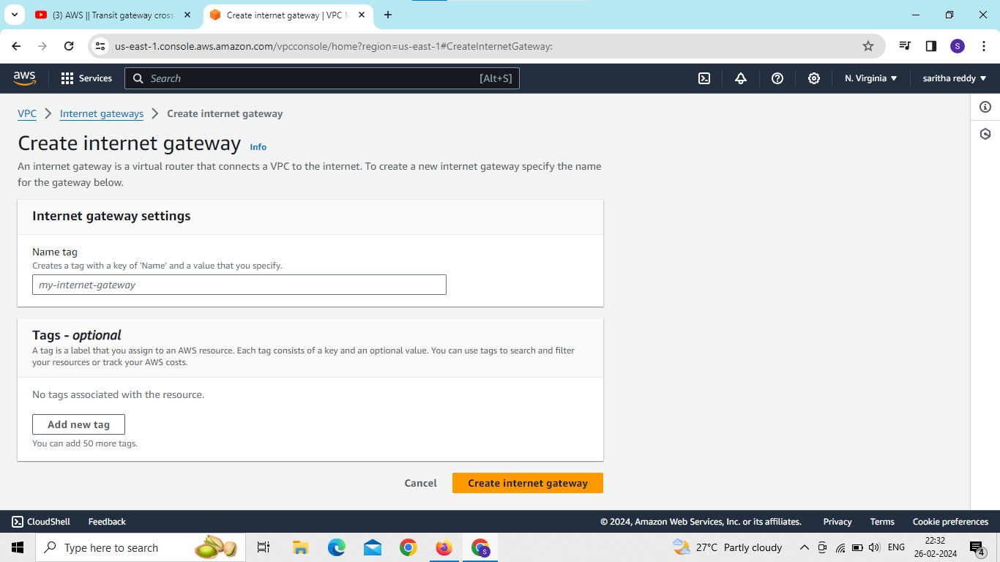 (3) AWS || Transit gateway cross
Create internet gateway | VPC M
us-east-1.console.aws.amazon.com/vpcconsole/home?region=us-east-1#CreateInternetGateway:
S
aws
Services
Search
[Alt+S]
N. Virginia
saritha reddy
VPC
Internet gateways
Create internet gateway
Create internet gateway
Info
An internet gateway is a virtual router that connects a VPC to the internet. To create a new internet gateway specify the name
for the gateway below.
Internet gateway settings
Name tag
Creates a tag with a key of 'Name' and a value that you specify.
my-internet-gateway
Tags - optional
A tag is a label that you assign to an AWS resource. Each tag consists of a key and an optional value. You can use tags to search and filter
your resources or track your AWS costs.
No tags associated with the resource.
Add new tag
You can add 50 more tags.
Cancel
Create internet gateway
CloudShell
Feedback
© 2024, Amazon Web Services, Inc. or its affiliates.
Privacy
Terms
Cookie preferences
Type here to search
S
27°C Partly cloudy
ENG
22:32
26-02-2024
4